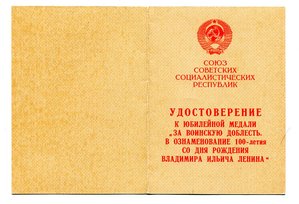 СОЮЗ
СОВЕТСКИХ
СОЦИАЛИСТИЧЕСКИХ
РЕСПУБЛИК
УДОСТОВЕРЕНИЕ
К ЮБИЛЕЙНОЙ МЕДАЛИ
„ЗА ВОИНСКУЮ ДОБЛЕСТЬ.
В ОЗНАМЕНОВАНИЕ 100-летия
СО ДНЯ РОЖДЕНИЯ
ВЛАДИМИРА ИЛЬИЧА ЛЕНИНА“